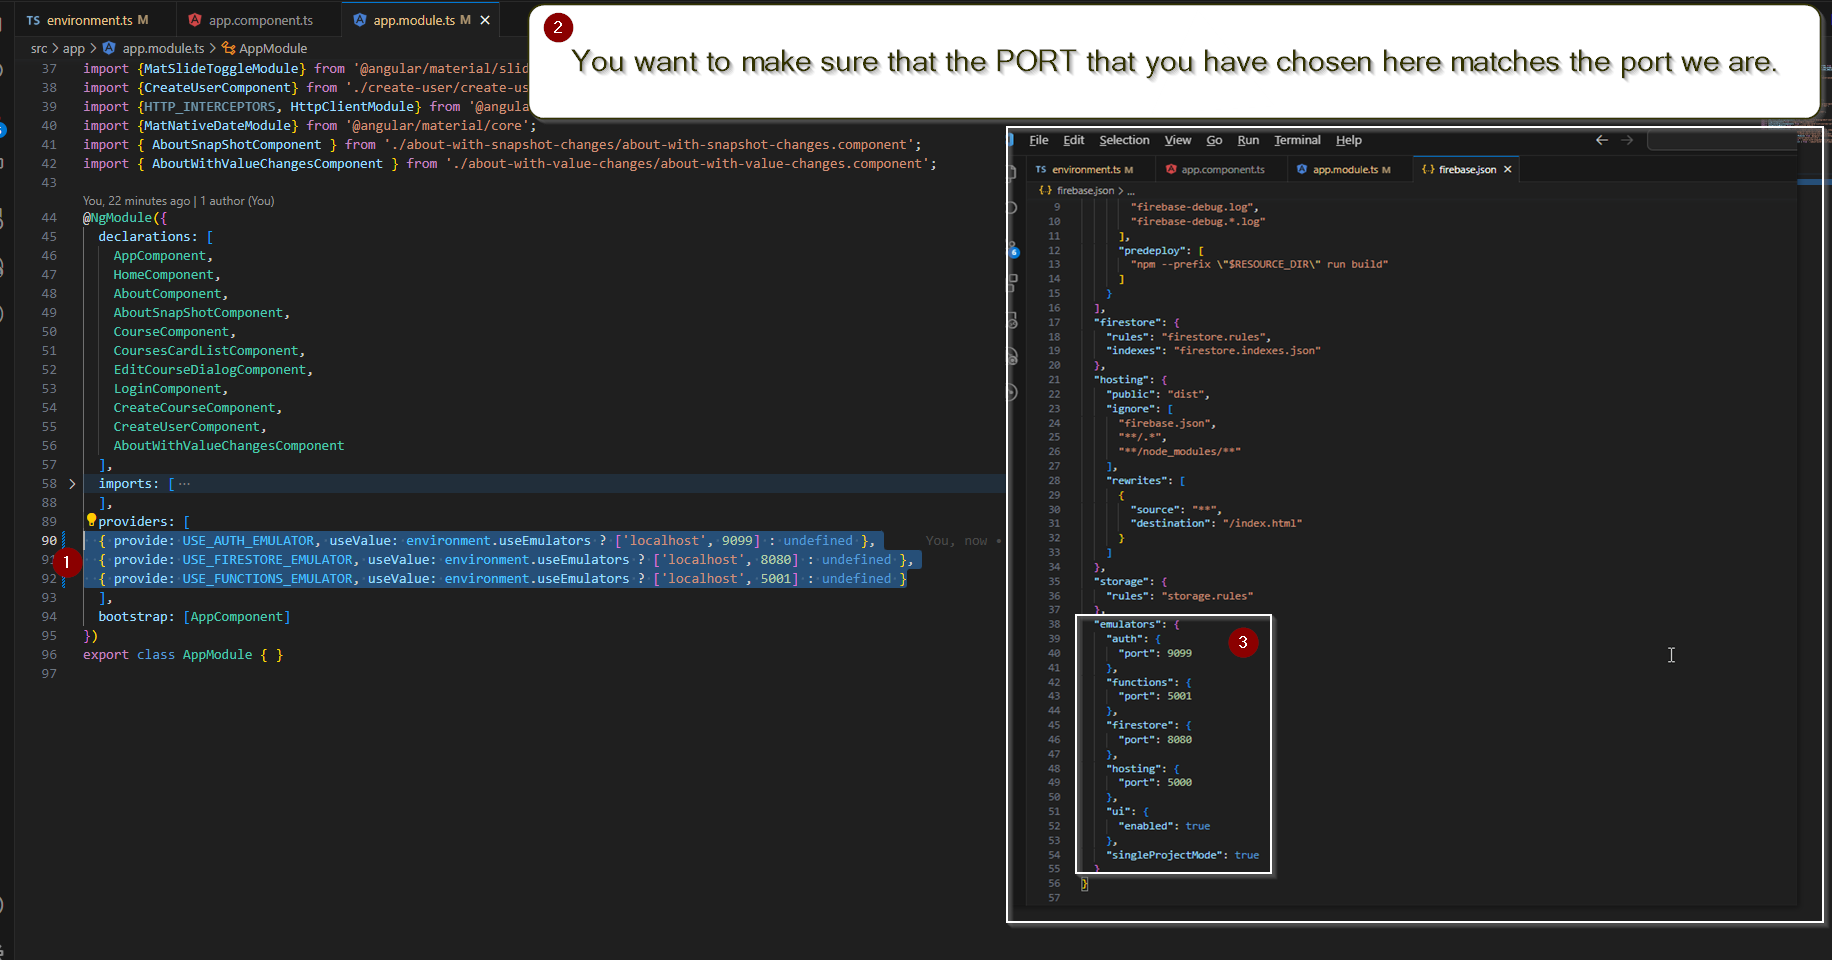 TS environment.ts M
app.component.ts
app.module.ts M ×
src > app > app.module.ts > AppModule
2
You want to make sure that the PORT that you have chosen here matches the port we are.
37 import {MatSlideToggleModule} from '@angular/material/slid
38 import {CreateUserComponent} from './create-user/create-us
39 import {HTTP_INTERCEPTORS, HttpClientModule} from '@angula
40 import {MatNativeDateModule} from '@angular/material/core';
41 import { AboutSnapShotComponent } from './about-with-snapshot-changes/about-with-snapshot-changes.component';
42 import { AboutWithValueChangesComponent } from './about-with-value-changes/about-with-value-changes.component';
43
You, 22 minutes ago | 1 author (You)
44 @NgModule({
45 declarations: [
46 AppComponent,
47 HomeComponent,
48 AboutComponent,
49 AboutSnapShotComponent,
50 CourseComponent,
51 CoursesCardListComponent,
52 EditCourseDialogComponent,
53 LoginComponent,
54 CreateCourseComponent,
55 CreateUserComponent,
56 AboutWithValueChangesComponent
57 ],
58 > imports: [ ···
88 ],
89 providers: [
90 { provide: USE_AUTH_EMULATOR, useValue: environment.useEmulators ? ['localhost', 9099] : undefined }, You, now •
91 { provide: USE_FIRESTORE_EMULATOR, useValue: environment.useEmulators ? ['localhost', 8080] : undefined },
1
92 { provide: USE_FUNCTIONS_EMULATOR, useValue: environment.useEmulators ? ['localhost', 5001] : undefined }
93 ],
94 bootstrap: [AppComponent]
95 })
96 export class AppModule { }
97
File Edit Selection View Go Run Terminal Help
TS environment.ts M
app.component.ts
app.module.ts M
{..} firebase.json ×
{..} firebase.json > ...
6
9 "firebase-debug.log",
10 "firebase-debug.*.log"
11 ],
12 "predeploy": [
13 "npm --prefix \"$RESOURCE_DIR\" run build"
14 ]
15 }
16 ],
17 "firestore": {
18 "rules": "firestore.rules",
19 "indexes": "firestore.indexes.json"
20 },
21 "hosting": {
22 "public": "dist",
23 "ignore": [
24 "firebase.json",
25 "**/.*",
26 "**/node_modules/**"
27 ],
28 "rewrites": [
29 {
30 "source": "**",
31 "destination": "/index.html"
32 }
33 ]
34 },
35 "storage": {
36 "rules": "storage.rules"
37 },
38 "emulators": {
3
39 "auth": {
40 "port": 9099
41 },
42 "functions": {
43 "port": 5001
44 },
45 "firestore": {
46 "port": 8080
47 },
48 "hosting": {
49 "port": 5000
50 },
51 "ui": {
52 "enabled": true
53 },
54 "singleProjectMode": true
55 }
56 }
57